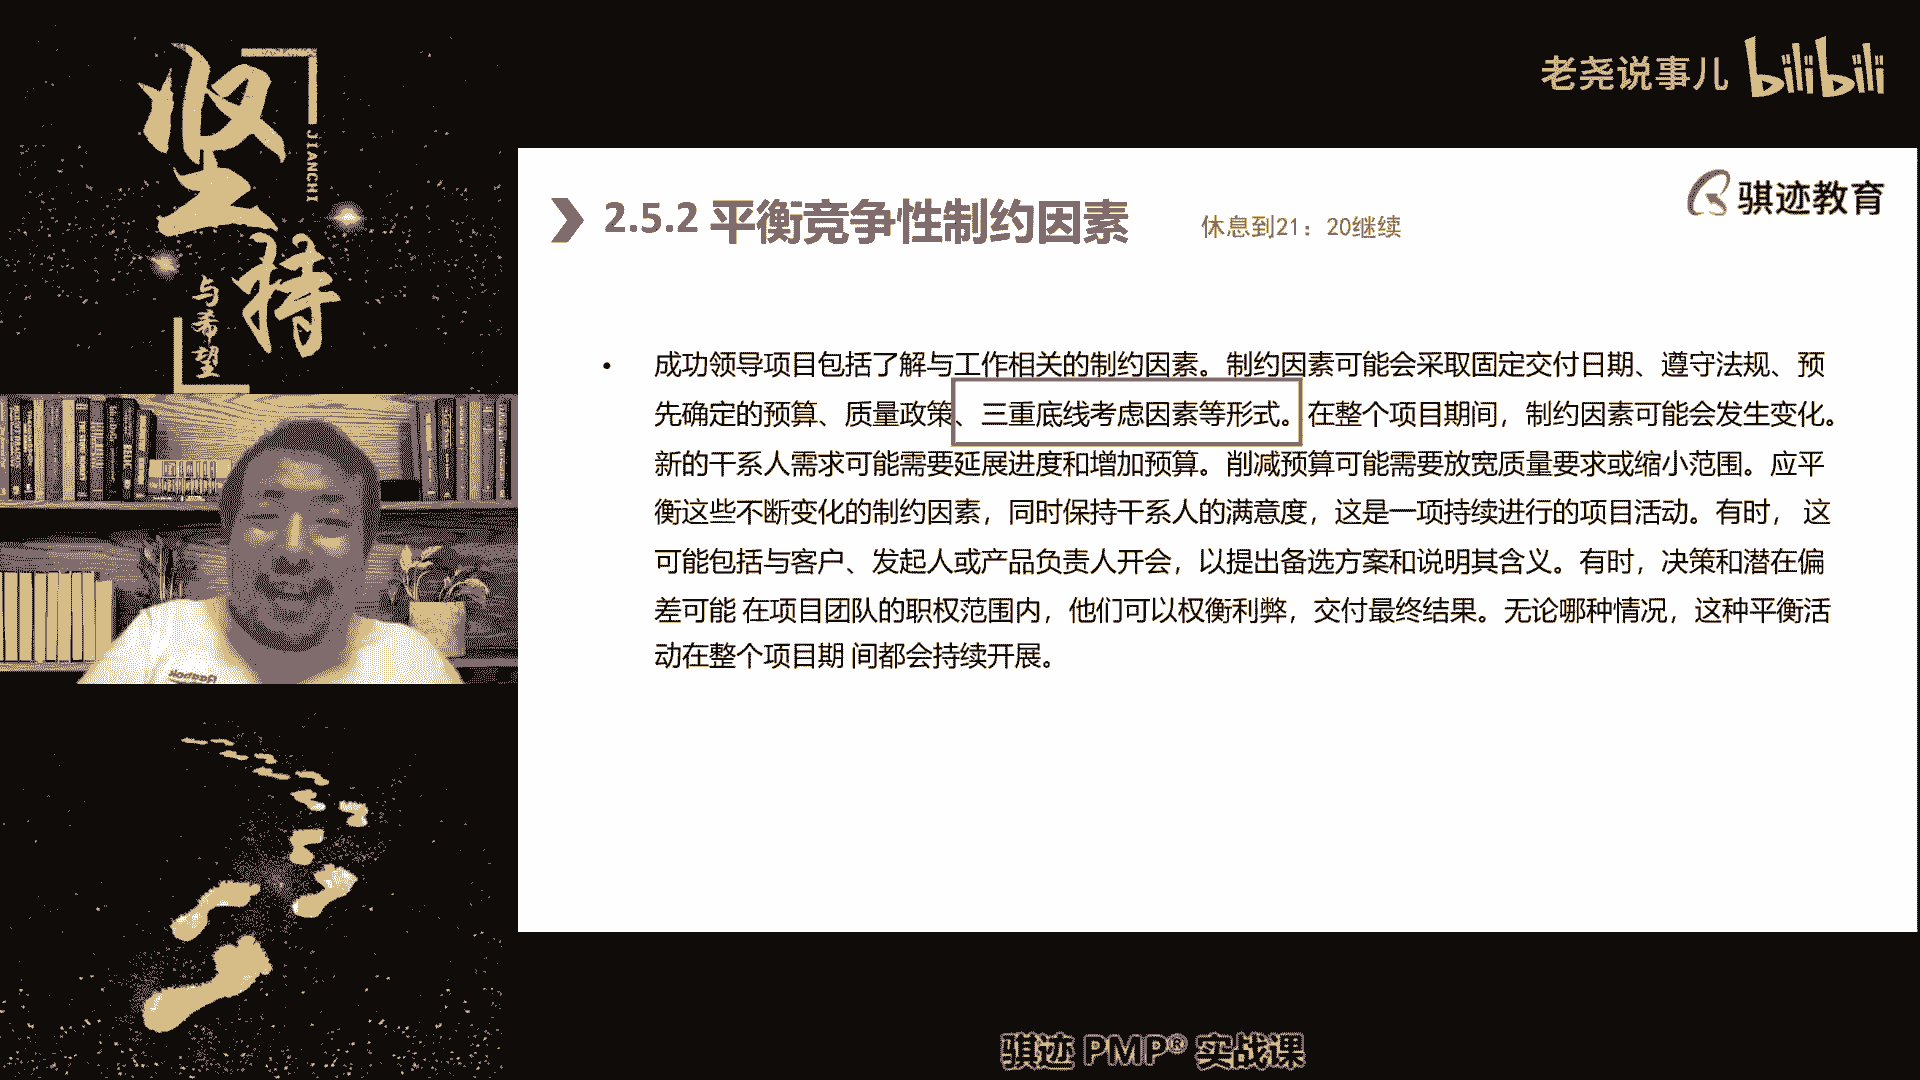 坚持
JIANCHI
与希望
老尧说事儿 bilibili
骐迹教育
2.5.2 平衡竞争性制约因素
休息到21：20继续
• 成功领导项目包括了解与工作相关的制约因素。制约因素可能会采取固定交付日期、遵守法规、预
先确定的预算、质量政策、三重底线考虑因素等形式。在整个项目期间，制约因素可能会发生变化。
新的干系人需求可能需要延展进度和增加预算。削减预算可能需要放宽质量要求或缩小范围。应平
衡这些不断变化的制约因素，同时保持干系人的满意度，这是一项持续进行的项目活动。有时， 这
可能包括与客户、发起人或产品负责人开会，以提出备选方案和说明其含义。有时，决策和潜在偏
差可能 在项目团队的职权范围内，他们可以权衡利弊，交付最终结果。无论哪种情况，这种平衡活
动在整个项目期 间都会持续开展。
骐迹 PMP® 实战课